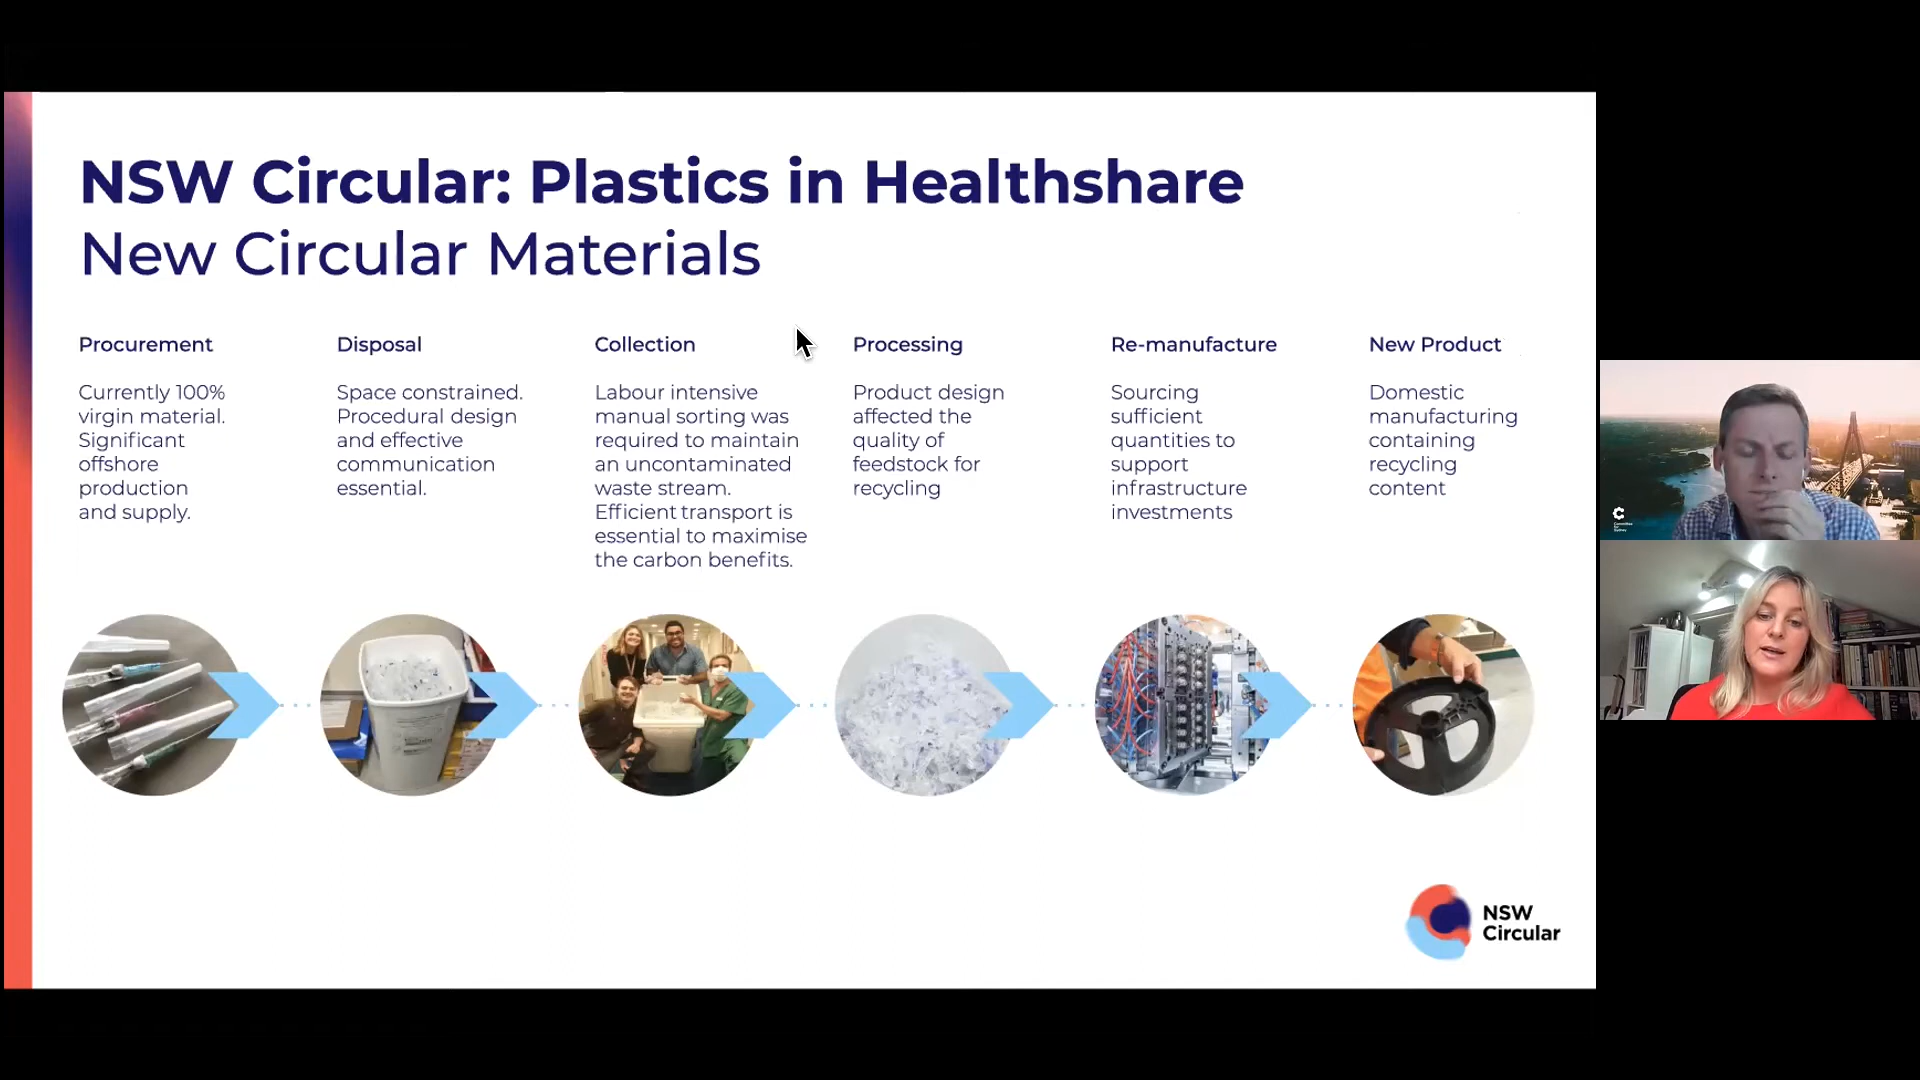 NSW Circular: Plastics in Healthshare
New Circular Materials
Procurement
Currently 100%
virgin material.
Significant
offshore
production
and supply.
Disposal
Space constrained.
Procedural design
and effective
communication
essential.
Collection
Labour intensive
manual sorting was
required to maintain
an uncontaminated
waste stream.
Efficient transport is
essential to maximise
the carbon benefits.
Processing
Product design
affected the
quality of
feedstock for
recycling
Re-manufacture
Sourcing
sufficient
quantities to
support
infrastructure
investments
New Product
Domestic
manufacturing
containing
recycling
content
NSW
Circular
Committee
for
Sydney